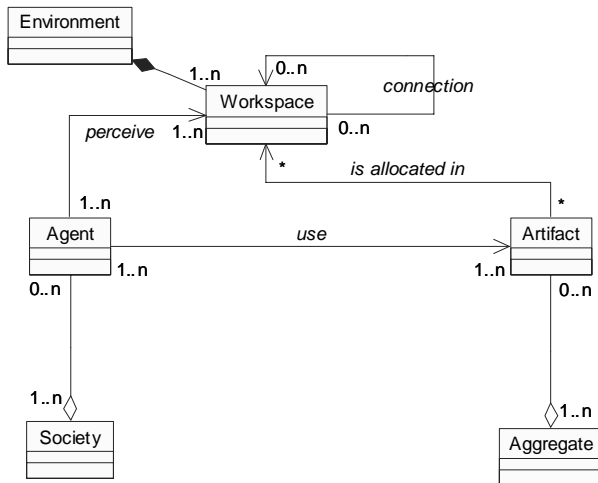 Environment
1..n
0..n
Workspace
connection
perceive
1..n
0..n
*
is allocated in
1..n
*
Agent
use
Artifact
1..n
1..n
0..n
0..n
1..n
1..n
Society
Aggregate